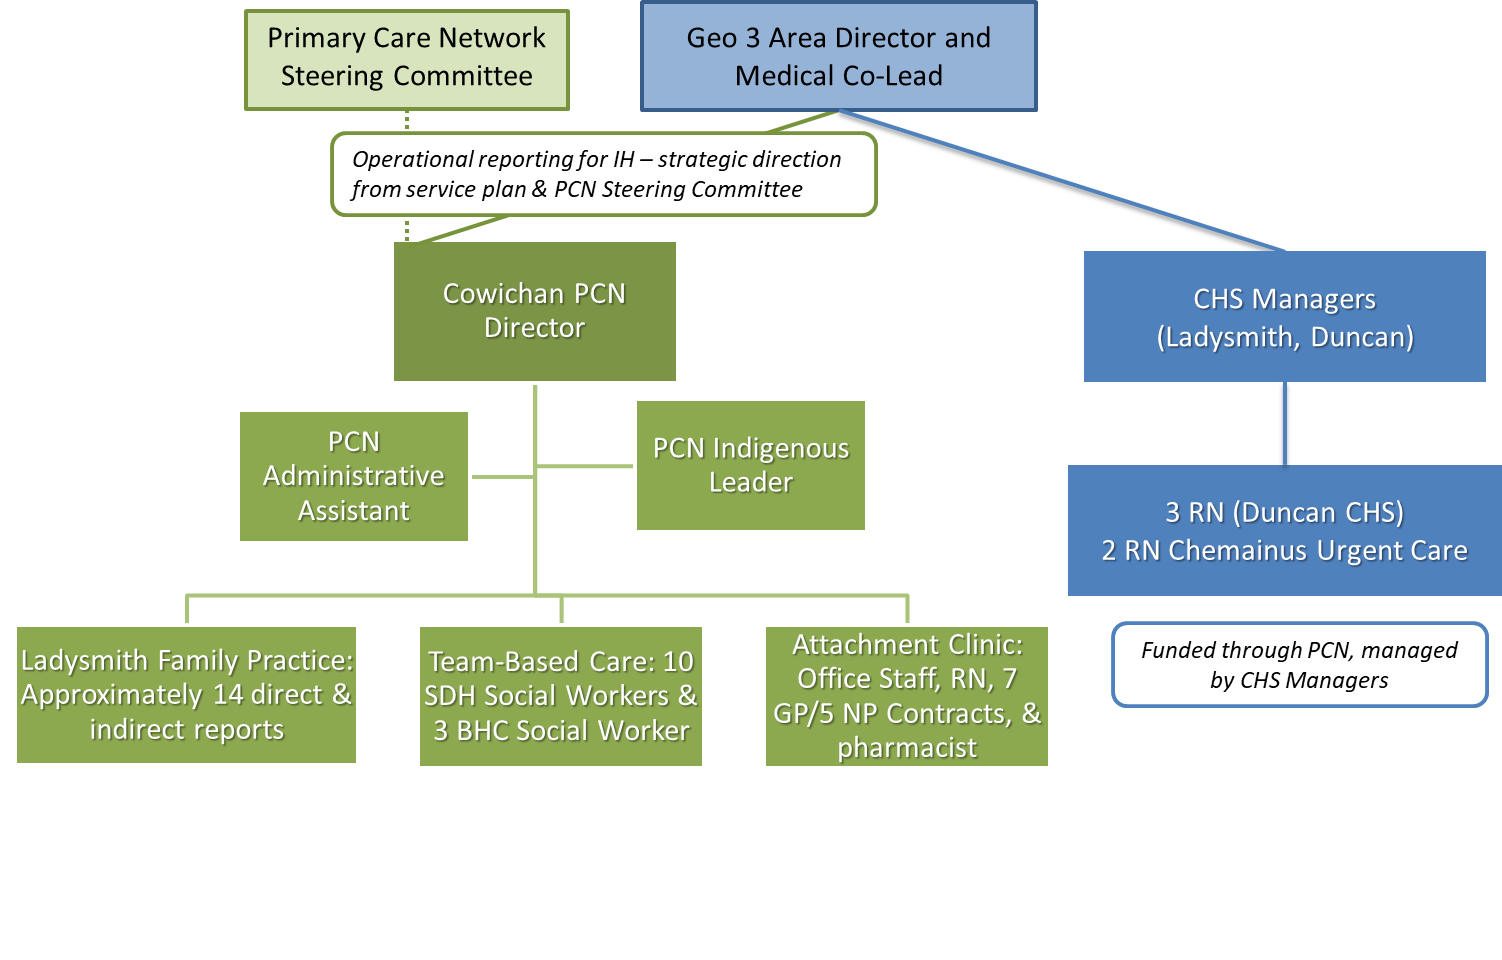 Primary Care Network
Steering Committee
Geo 3 Area Director and
Medical Co-Lead
Operational reporting for IH – strategic direction
from service plan & PCN Steering Committee
Cowichan PCN
Director
CHS Managers
(Ladysmith, Duncan)
PCN
Administrative
Assistant
PCN Indigenous
Leader
3 RN (Duncan CHS)
2 RN Chemainus Urgent Care
Ladysmith Family Practice:
Approximately 14 direct &
indirect reports
Team-Based Care: 10
SDH Social Workers &
3 BHC Social Worker
Attachment Clinic:
Office Staff, RN, 7
GP/5 NP Contracts, &
pharmacist
Funded through PCN, managed
by CHS Managers